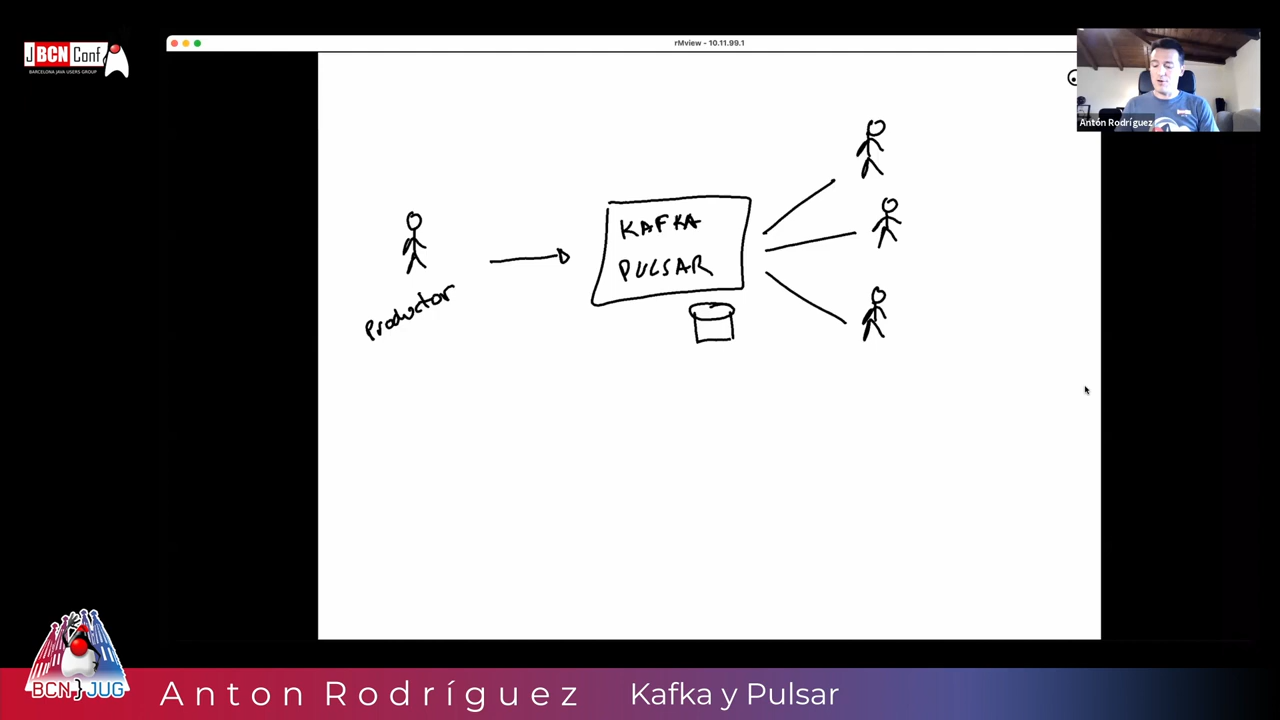 JBCNConf
BARCELONA JAVA USERS GROUP
rMview - 10.11.99.1
Antón Rodríguez
KAFKA
PULSAR
Productor
BCN JUG
Anton Rodríguez
Kafka y Pulsar